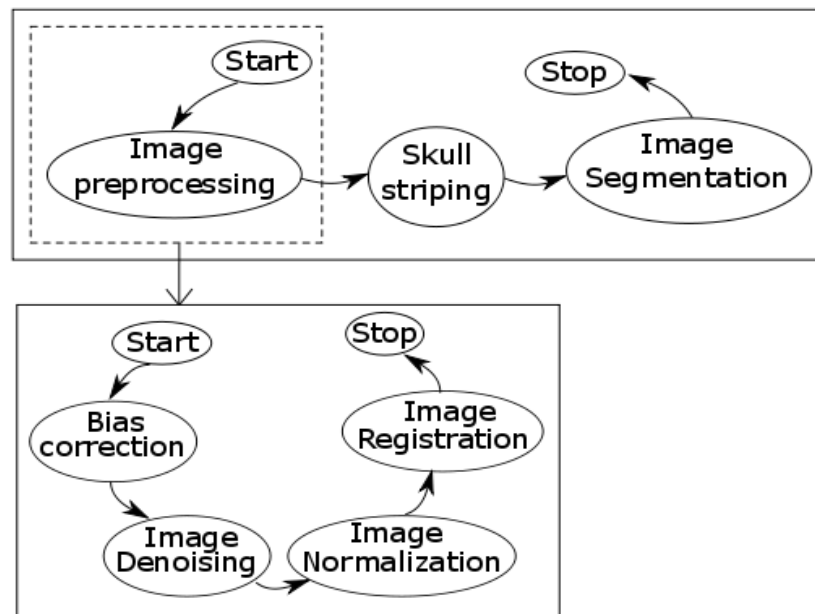 Start
Image
preprocessing
Skull
striping
Image
Segmentation
Stop
Start
Bias
correction
Image
Denoising
Image
Normalization
Image
Registration
Stop